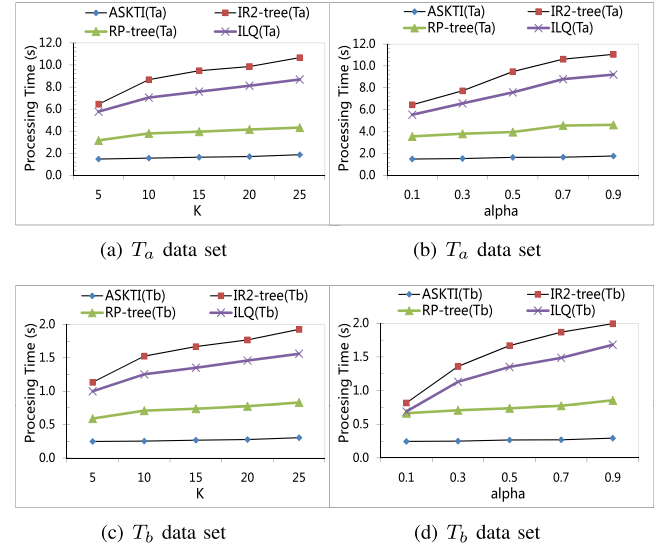 ASKTI(Ta) IR2-tree(Ta)
RP-tree(Ta) ILQ(Ta)
Processing Time (s)
12.0
10.0
8.0
6.0
4.0
2.0
0.0
5 10 15 20 25
K
(a) Ta data set
ASKTI(Ta) IR2-tree(Ta)
RP-tree(Ta) ILQ(Ta)
Processing Time (s)
12.0
10.0
8.0
6.0
4.0
2.0
0.0
0.1 0.3 0.5 0.7 0.9
alpha
(b) Ta data set
ASKTI(Tb) IR2-tree(Tb)
RP-tree(Tb) ILQ(Tb)
Procesing Time (s)
2.0
1.5
1.0
0.5
0.0
5 10 15 20 25
K
(c) Tb data set
ASKTI(Tb) IR2-tree(Tb)
RP-tree(Tb) ILQ(Tb)
Processing Time (s)
2.0
1.5
1.0
0.5
0.0
0.1 0.3 0.5 0.7 0.9
alpha
(d) Tb data set